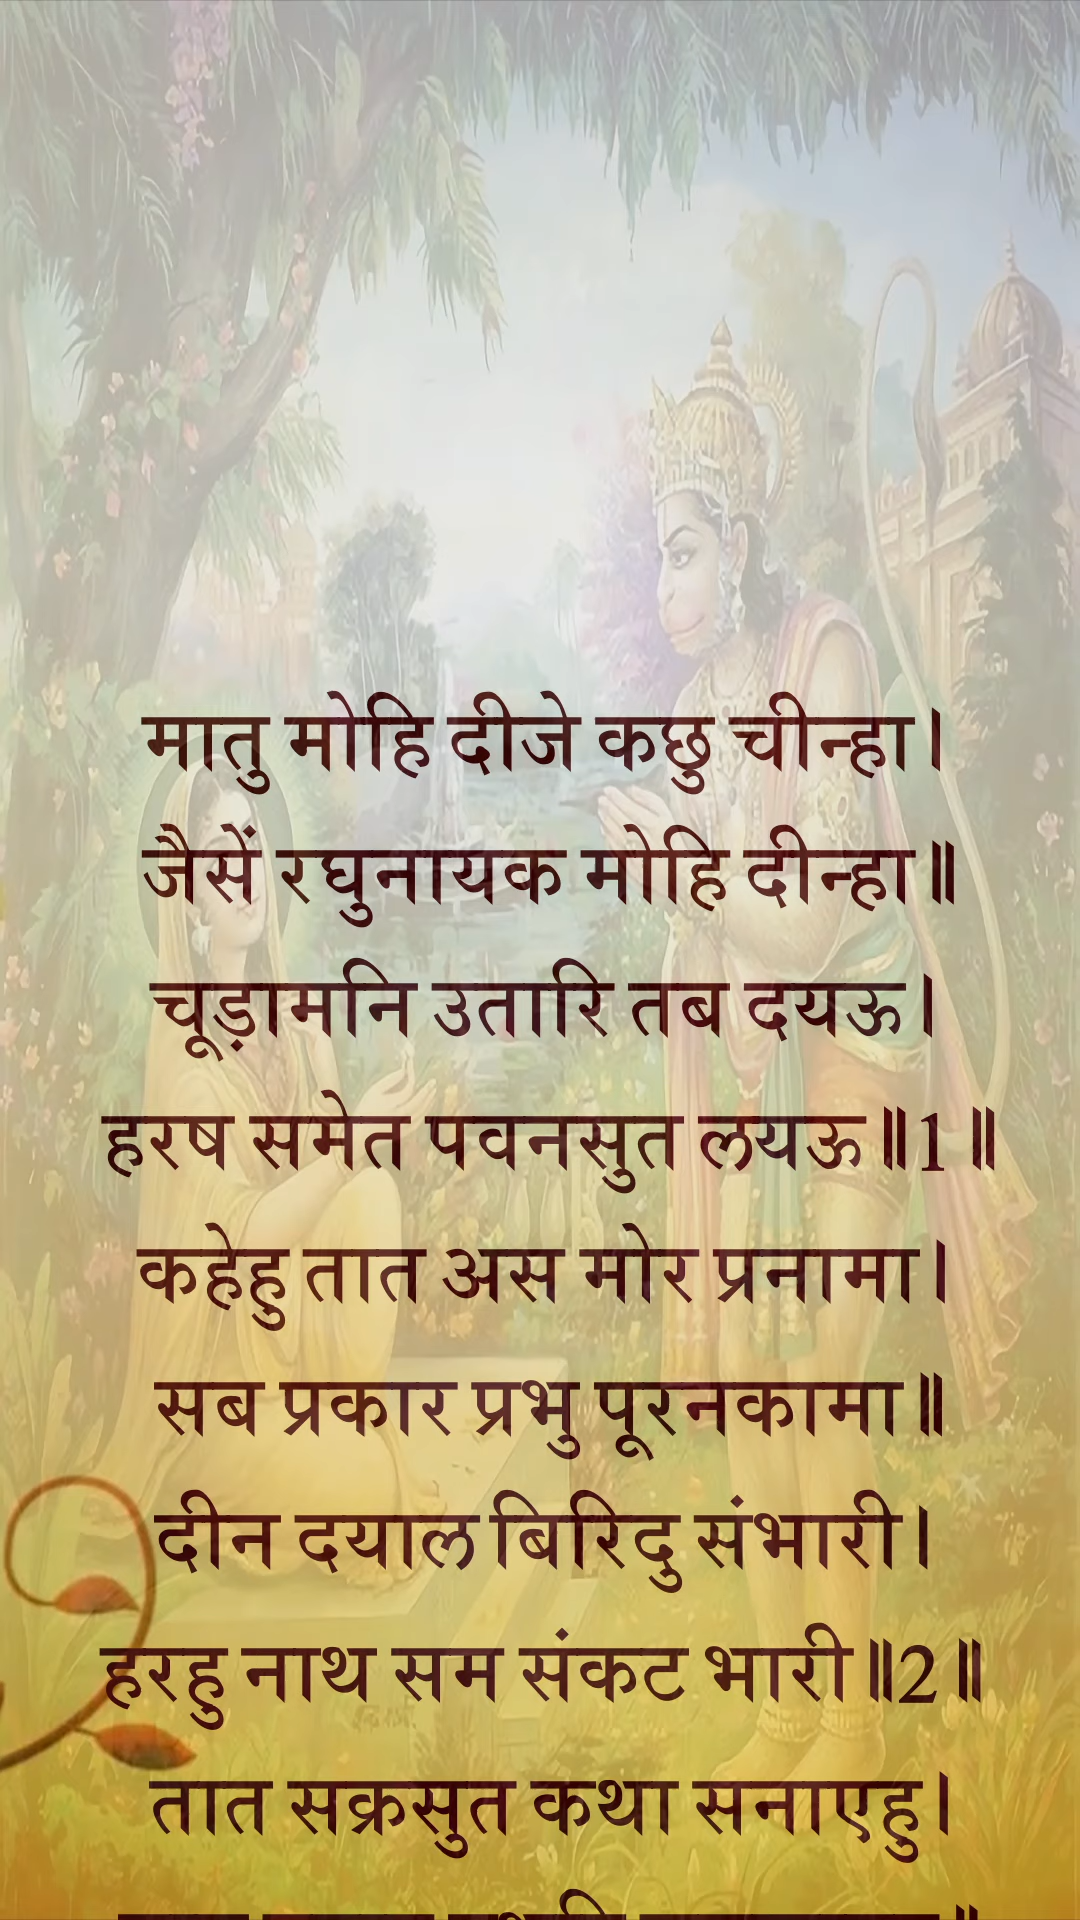 मातु मोहि दीजे कछु चीन्हा।
जैसें रघुनायक मोहि दीन्हा॥
चूड़ामनि उतारि तब दयऊ।
हरष समेत पवनसुत लयऊ॥1॥
कहेहु तात अस मोर प्रनामा।
सब प्रकार प्रभु पूरनकामा॥
दीन दयाल बिरिदु संभारी।
हरहु नाथ सम संकट भारी॥2॥
तात सक्रसुत कथा सनाएहु।